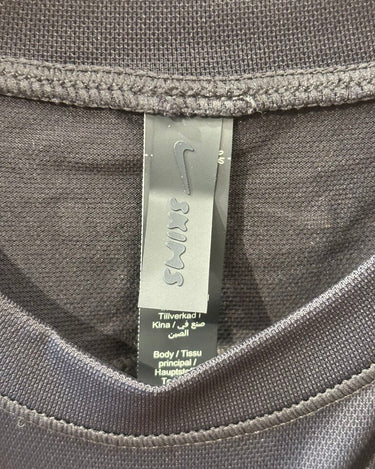 SKIMS
Tillverkad i
Kina / صنع في
الصين
Body / Tissu
principal /